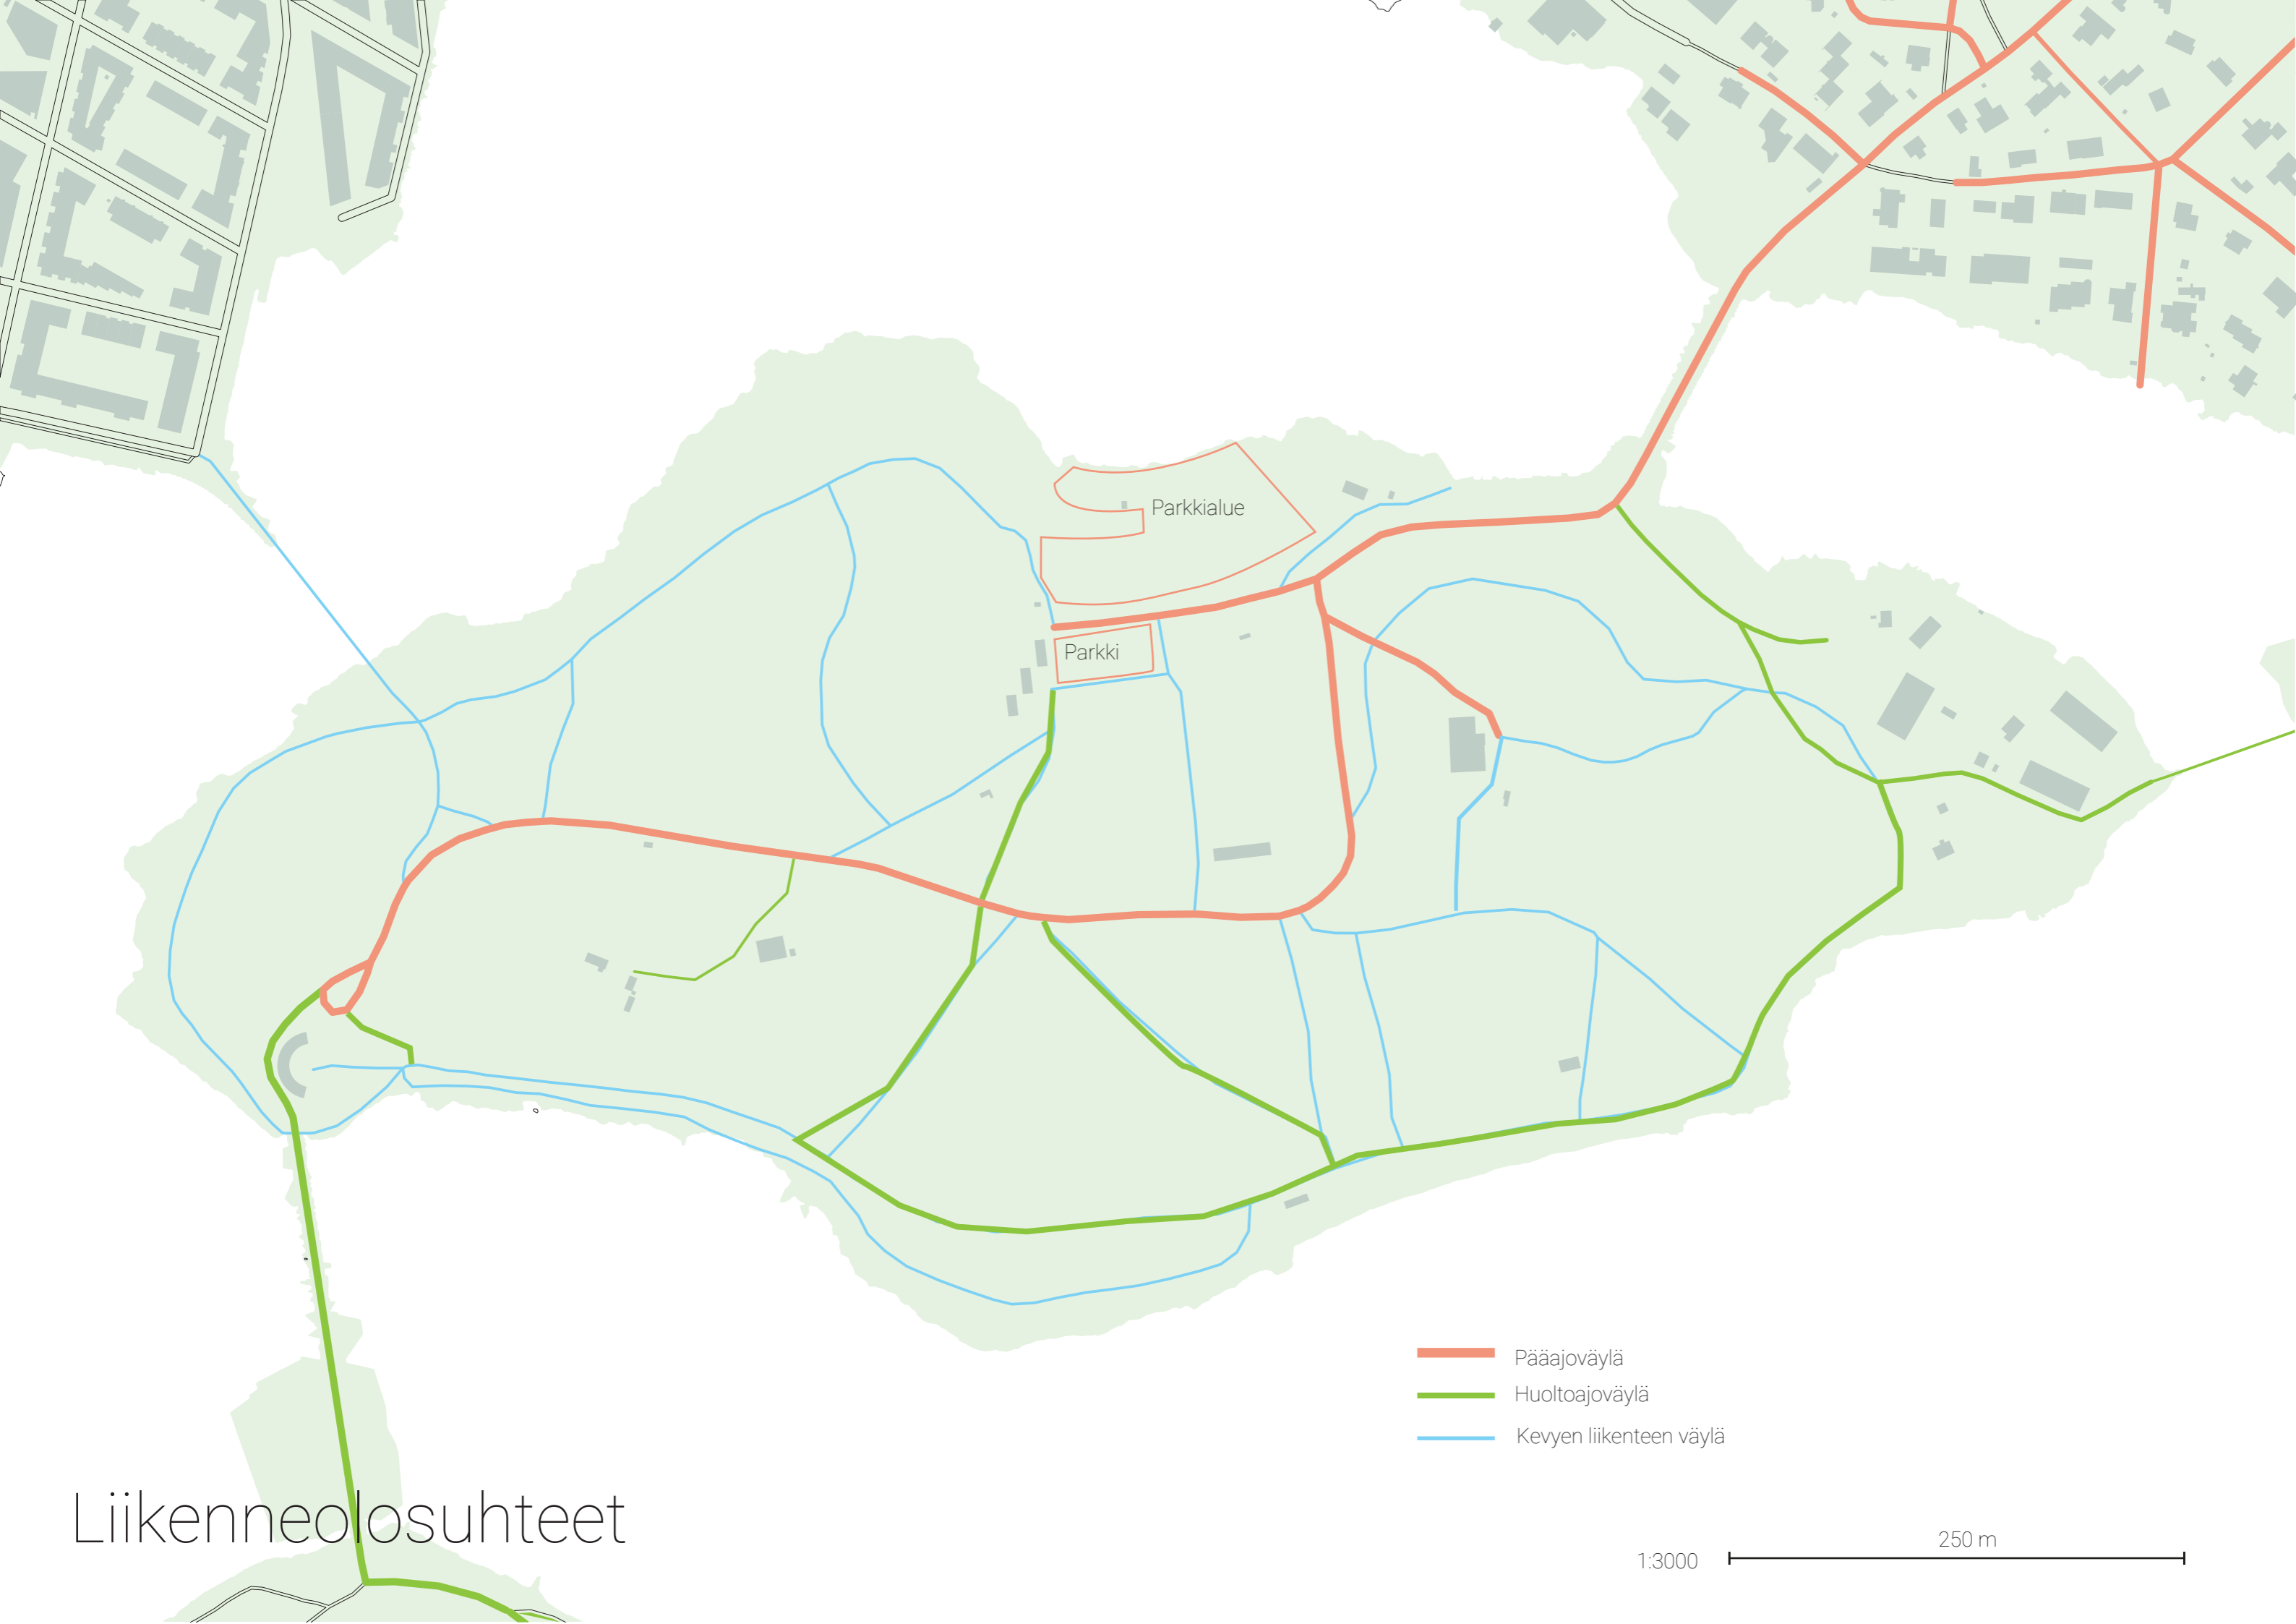 Parkkialue
Parkki
Pääajoväylä
Huoltoajoväylä
Kevyen liikenteen väylä
Liikenneolosuhteet
250 m
1:3000